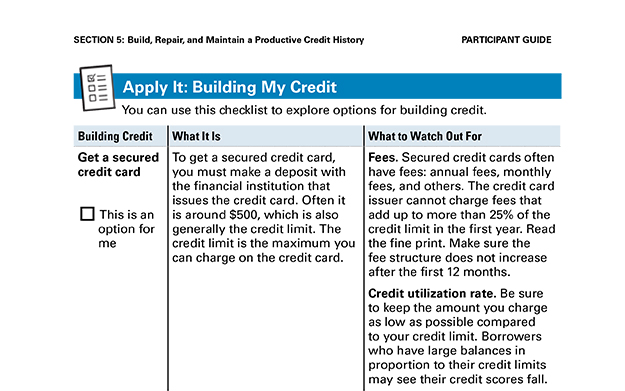 SECTION 5: Build, Repair, and Maintain a Productive Credit History
PARTICIPANT GUIDE
Apply It: Building My Credit
You can use this checklist to explore options for building credit.
Building Credit
What It Is
What to Watch Out For
Get a secured
credit card
This is an
option for
me
To get a secured credit card,
you must make a deposit with
the financial institution that
issues the credit card. Often it
is around $500, which is also
generally the credit limit. The
credit limit is the maximum you
can charge on the credit card.
Fees. Secured credit cards often
have fees: annual fees, monthly
fees, and others. The credit card
issuer cannot charge fees that
add up to more than 25% of the
credit limit in the first year. Read
the fine print. Make sure the
fee structure does not increase
after the first 12 months.
Credit utilization rate. Be sure
to keep the amount you charge
as low as possible compared
to your credit limit. Borrowers
who have large balances in
proportion to their credit limits
may see their credit scores fall.